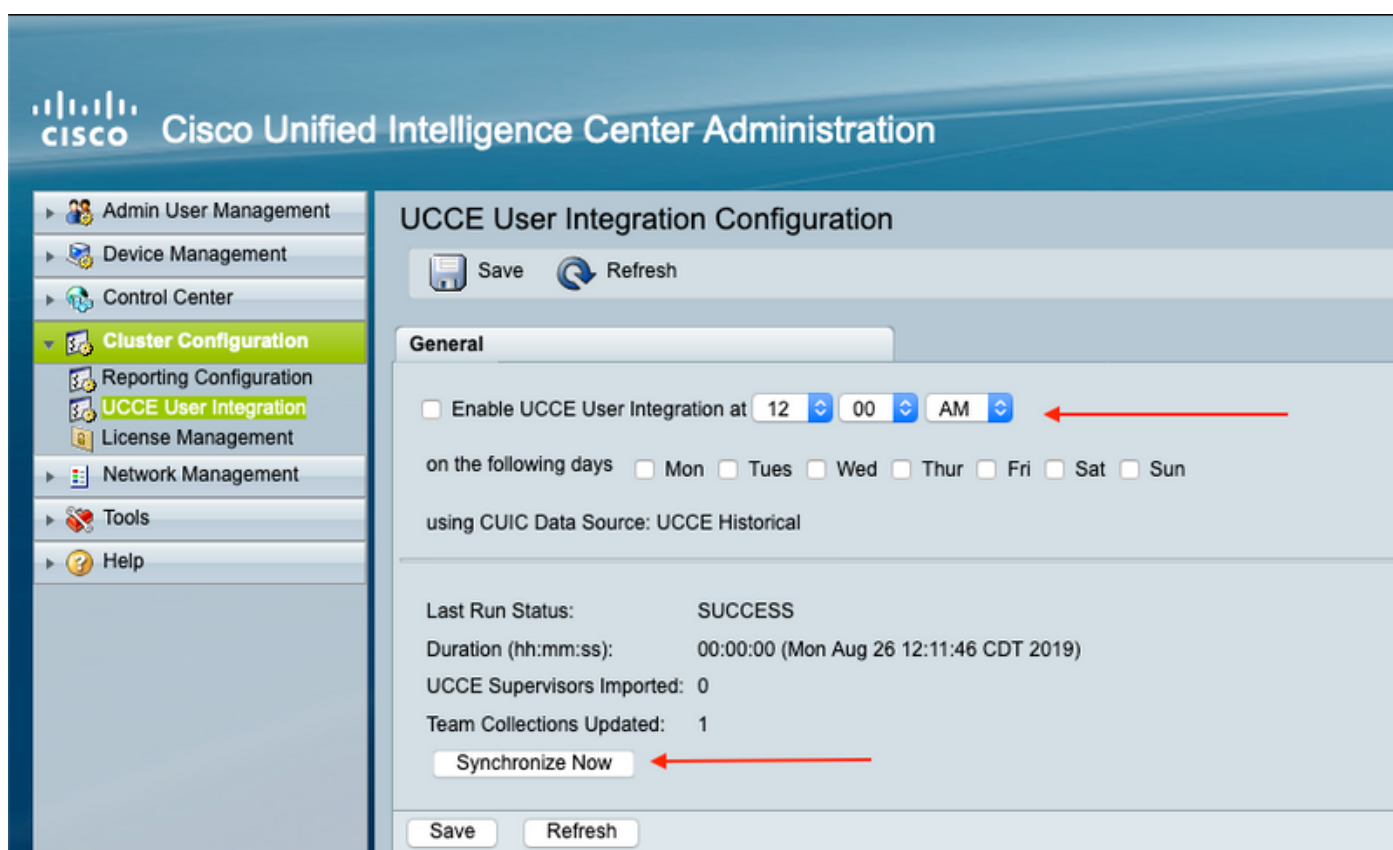 CISCO Cisco Unified Intelligence Center Administration
Admin User Management
Device Management
Control Center
Cluster Configuration
Reporting Configuration
UCCE User Integration
License Management
Network Management
Tools
Help
UCCE User Integration Configuration
Save Refresh
General
Enable UCCE User Integration at 12 00 AM
on the following days Mon Tues Wed Thur Fri Sat Sun
using CUIC Data Source: UCCE Historical
Last Run Status: SUCCESS
Duration (hh:mm:ss): 00:00:00 (Mon Aug 26 12:11:46 CDT 2019)
UCCE Supervisors Imported: 0
Team Collections Updated: 1
Synchronize Now
Save Refresh